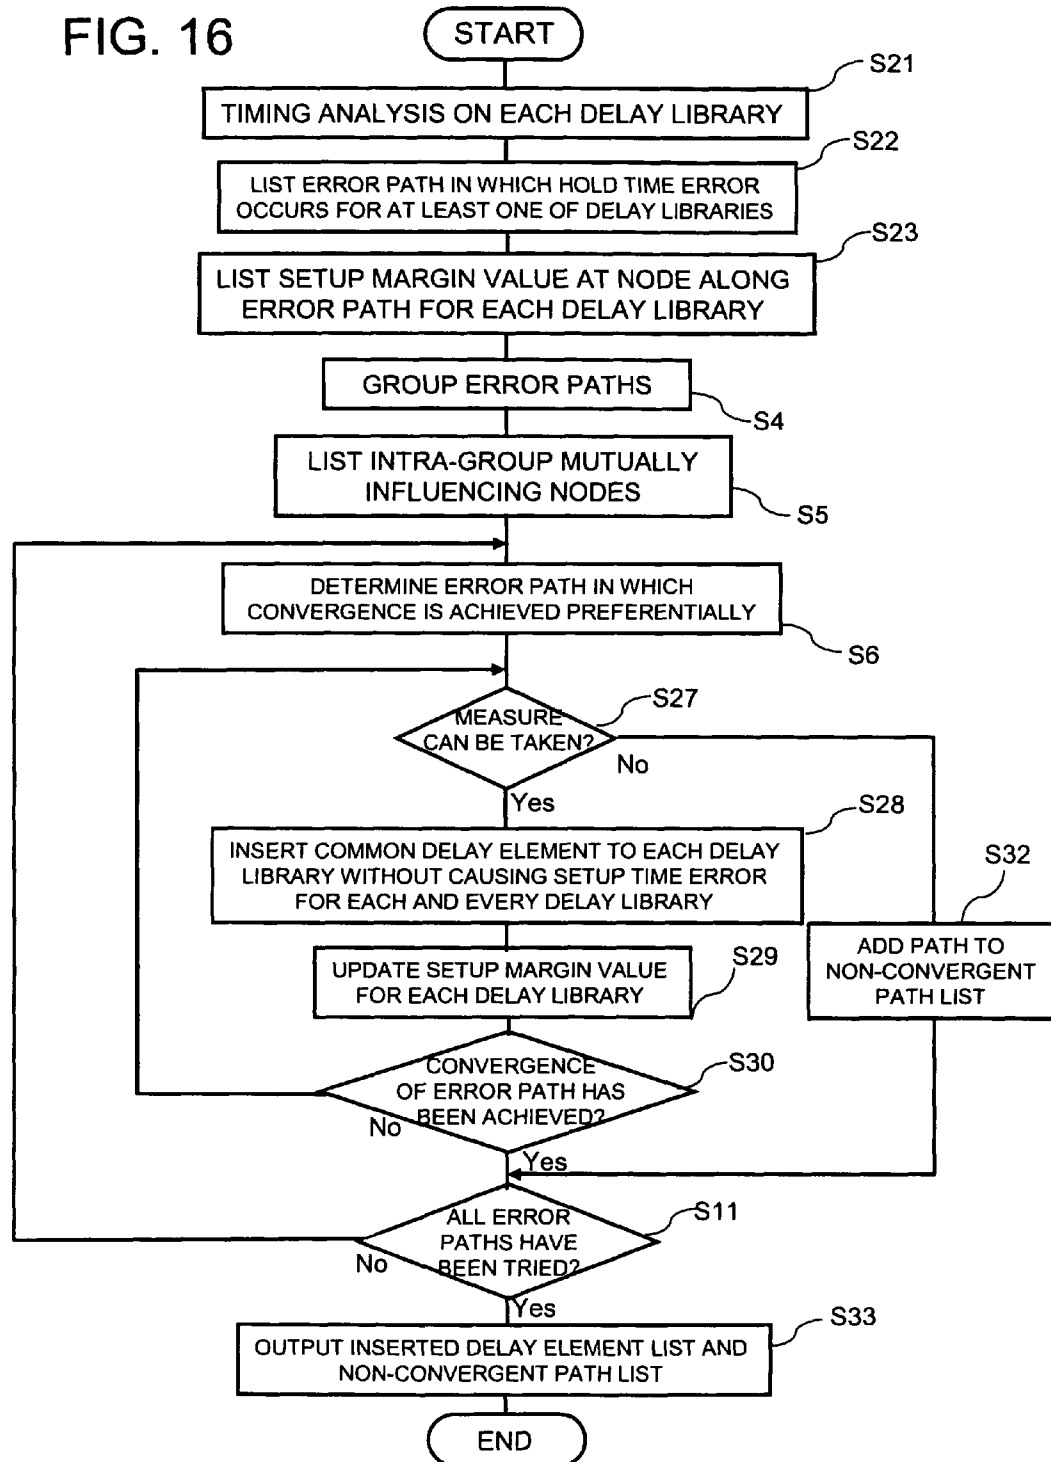 FIG. 16
START
S21
TIMING ANALYSIS ON EACH DELAY LIBRARY
S22
LIST ERROR PATH IN WHICH HOLD TIME ERROR
OCCURS FOR AT LEAST ONE OF DELAY LIBRARIES
S23
LIST SETUP MARGIN VALUE AT NODE ALONG
ERROR PATH FOR EACH DELAY LIBRARY
GROUP ERROR PATHS
S4
LIST INTRA-GROUP MUTUALLY
INFLUENCING NODES
S5
DETERMINE ERROR PATH IN WHICH
CONVERGENCE IS ACHIEVED PREFERENTIALLY
S6
S27
MEASURE
CAN BE TAKEN?
No
Yes
S28
INSERT COMMON DELAY ELEMENT TO EACH DELAY
LIBRARY WITHOUT CAUSING SETUP TIME ERROR
FOR EACH AND EVERY DELAY LIBRARY
S32
ADD PATH TO
NON-CONVERGENT
PATH LIST
S29
UPDATE SETUP MARGIN VALUE
FOR EACH DELAY LIBRARY
S30
CONVERGENCE
OF ERROR PATH HAS
BEEN ACHIEVED?
No
Yes
S11
ALL ERROR
PATHS HAVE
BEEN TRIED?
No
Yes
S33
OUTPUT INSERTED DELAY ELEMENT LIST AND
NON-CONVERGENT PATH LIST
END